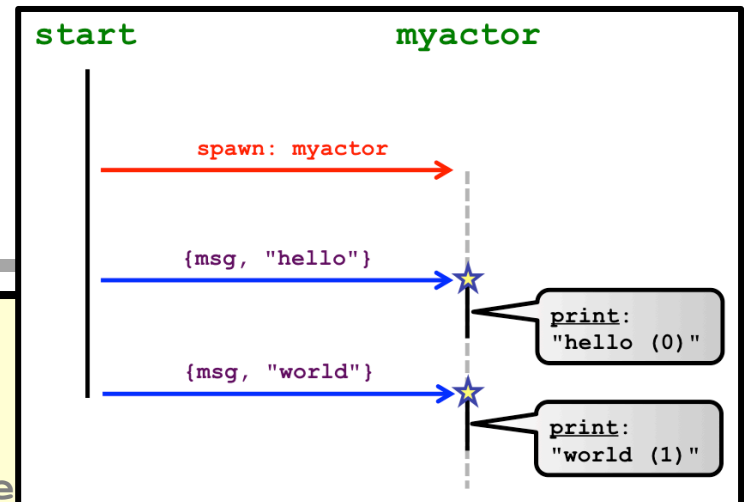 start myactor
spawn: myactor
{msg, "hello"}
print:
"hello (0)"
{msg, "world"}
print:
"world (1)"
e